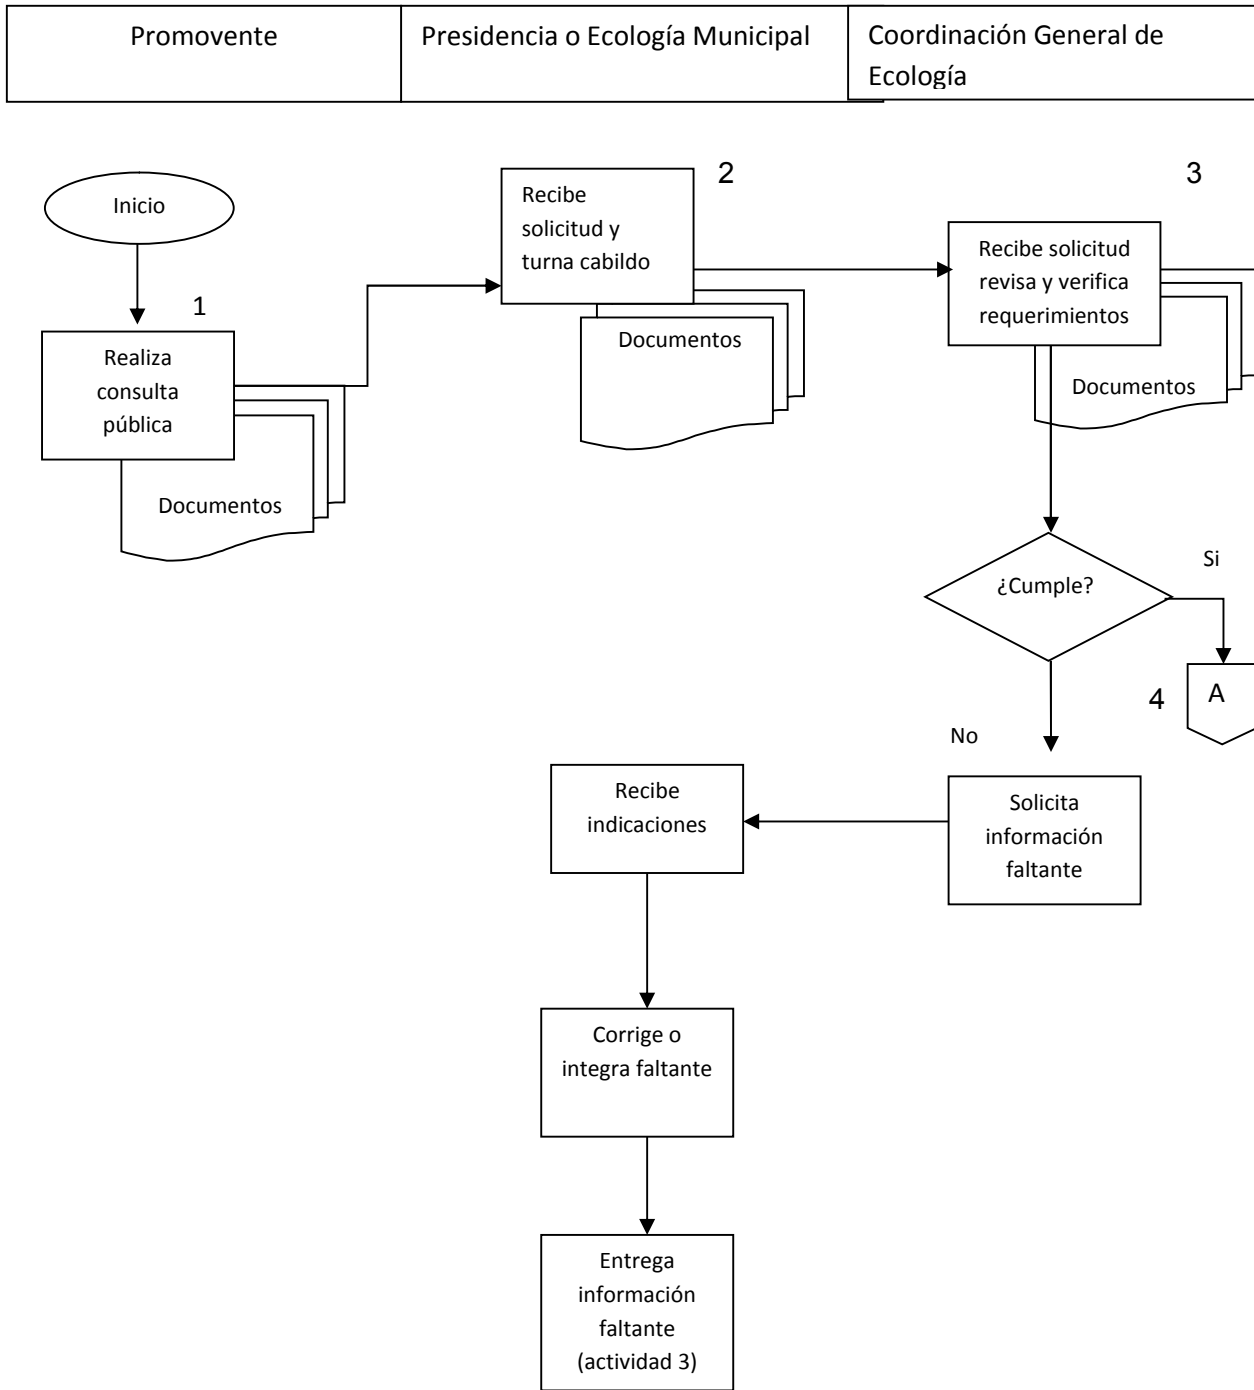 Promovente
Presidencia o Ecología Municipal
Coordinación General de
Ecología
Inicio
1
Realiza
consulta
pública
Documentos
2
Recibe
solicitud y
turna cabildo
Documentos
3
Recibe solicitud
revisa y verifica
requerimientos
Documentos
¿Cumple?
Si
4
A
No
Solicita
información
faltante
Recibe
indicaciones
Corrige o
integra faltante
Entrega
información
faltante
(actividad 3)